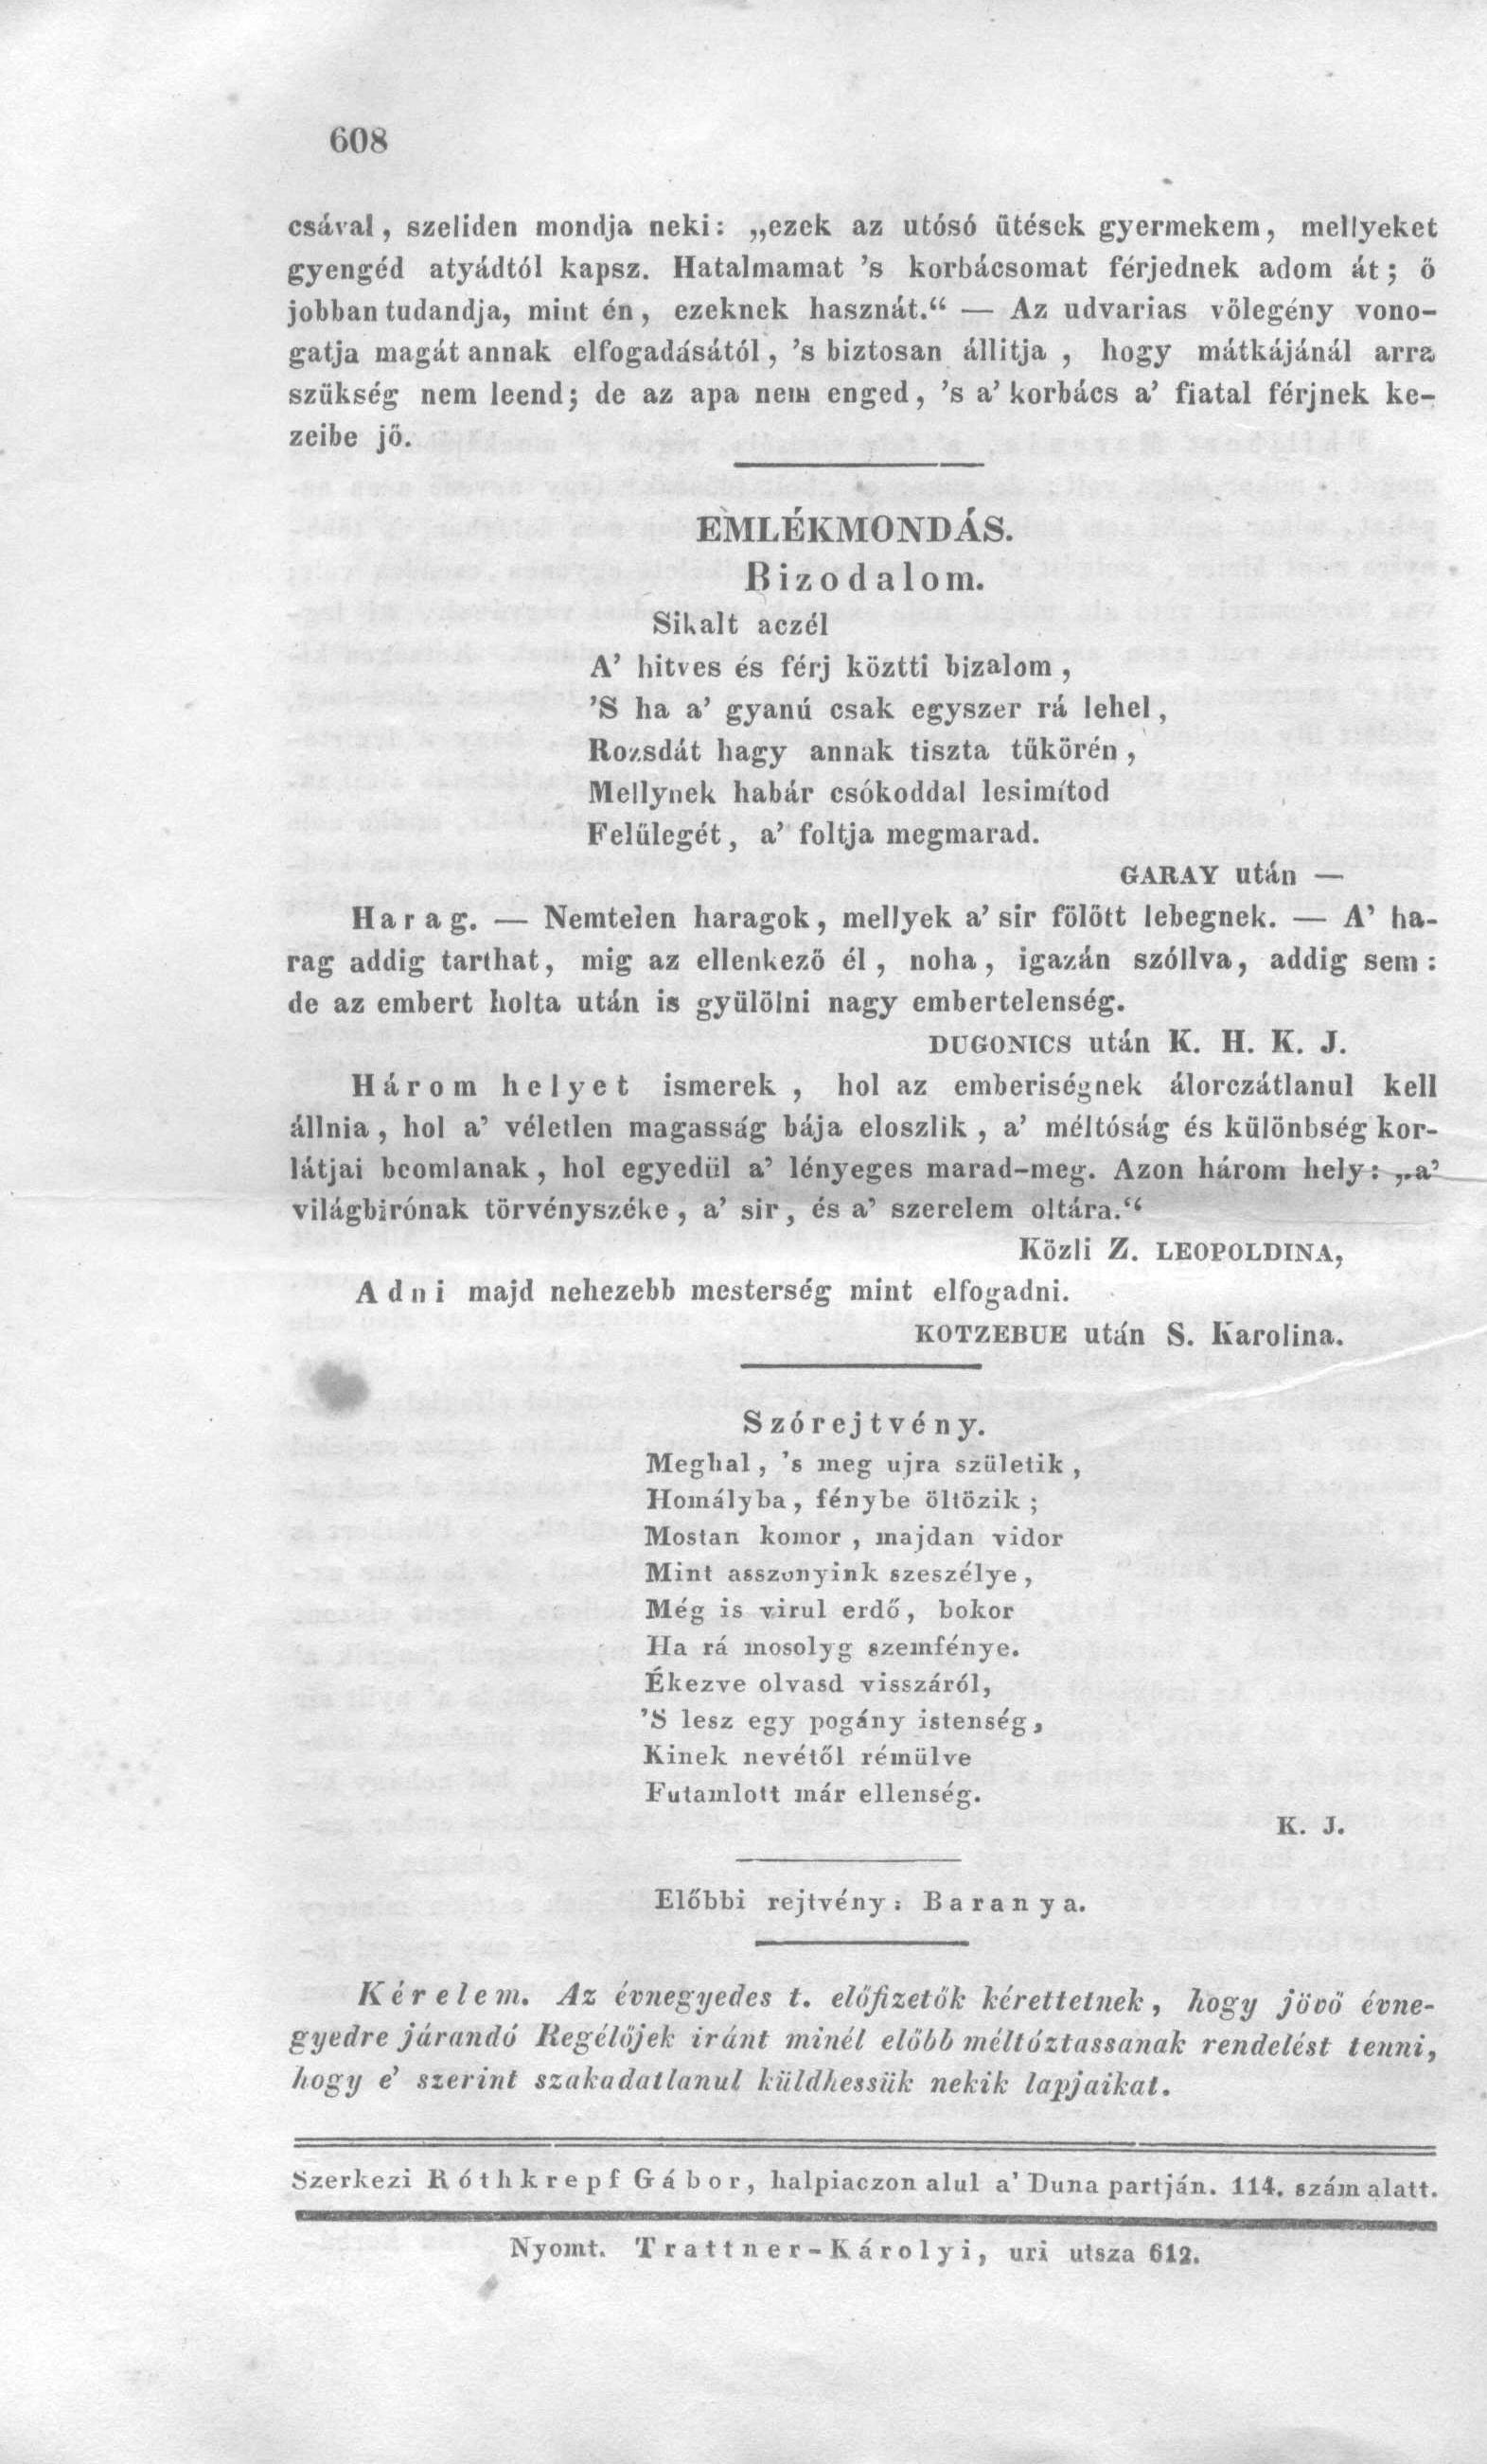 608
csával, szeliden mondja neki: „ezek az utósó ütések gyermekem, mellyeket
gyengéd atyádtól kapsz. Hatalmamat ’s korbácsomat férjednek adom át; ő
jobban tudandja, mint én, ezeknek hasznát.“ — Az udvarias võlegény vono-
gatja magát annak elfogadásától, ’s biztosan állitja, hogy mátkájánál arra
szükség nem leend; de az apa nem enged, ’s a’ korbács a’ fiatal férjnek ke-
zeibe jő.
EMLÉKMONDÁS.
Bizodalom.
Sikalt aczél
A’ hitves és férj köztti bizalom,
’S ha a’ gyanú csak egyszer rá lehel,
Rozsdát hagy annak tiszta tükörén,
Mellynek habár csókoddal lesimítod
Felülegét, a’ foltja megmarad.
GARAY után —
Harag. — Nemtelen haragok, mellyek a’ sir fölött lebegnek. — A’ ha-
rag addig tarthat, mig az ellenkező él, noha, igazán szóllva, addig sem:
de az embert holta után is gyülölni nagy embertelenség.
DUGONICS után K. H. K. J.
Három helyet ismerek, hol az emberiségnek álorczátlanul kell
állnia, hol a’ véletlen magasság bája eloszlik, a’ méltóság és különbség kor-
látjai beomlanak, hol egyedül a’ lényeges marad-meg. Azon három hely: „a’
világbirónak törvényszéke, a’ sir, és a’ szerelem oltára.“
Közli Z. LEOPOLDINA,
Adni majd nehezebb mesterség mint elfogadni.
KOTZEBUE után S. Karolina.
Szórejtvény.
Meghal, ’s meg ujra születik,
Homályba, fénybe öltözik;
Mostan komor, majdan vidor
Mint asszonyink szeszélye,
Még is virul erdő, bokor
Ha rá mosolyg szemfénye.
Ékezve olvasd visszáról,
’S lesz egy pogány istenség,
Kinek nevétől rémülve
Futamlott már ellenség.
K. J.
Előbbi rejtvény: Baranya.
Kérelem. Az évnegyedes t. előfizetők kérettetnek, hogy jövő évne-
gyedre járandó Regélőjek iránt minél előbb méltóztassanak rendelést tenni,
hogy e’ szerint szakadatlanul küldhessük nekik lapjaikat.
Szerkezi Róthkrepf Gábor, halpiaczon alul a’ Duna partján. 114. szám alatt.
Nyomt. Trattner-Károlyi, uri utsza 612.